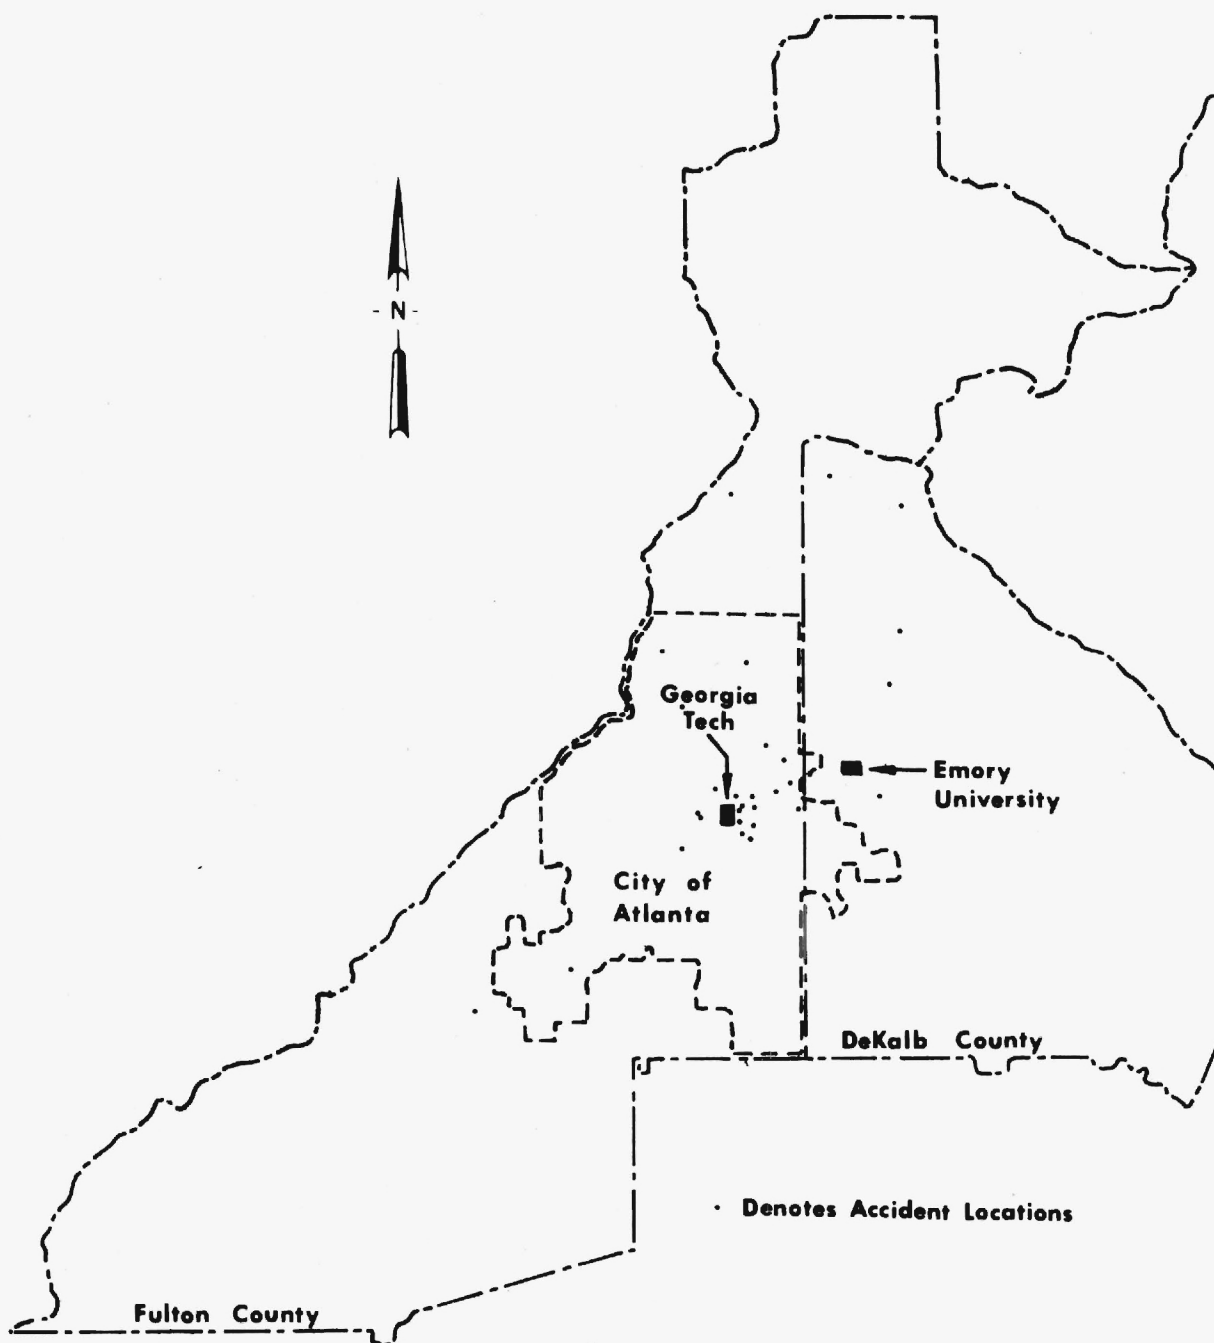 - N -
Georgia
Tech
Emory
University
City of
Atlanta
DeKalb County
· Denotes Accident Locations
Fulton County